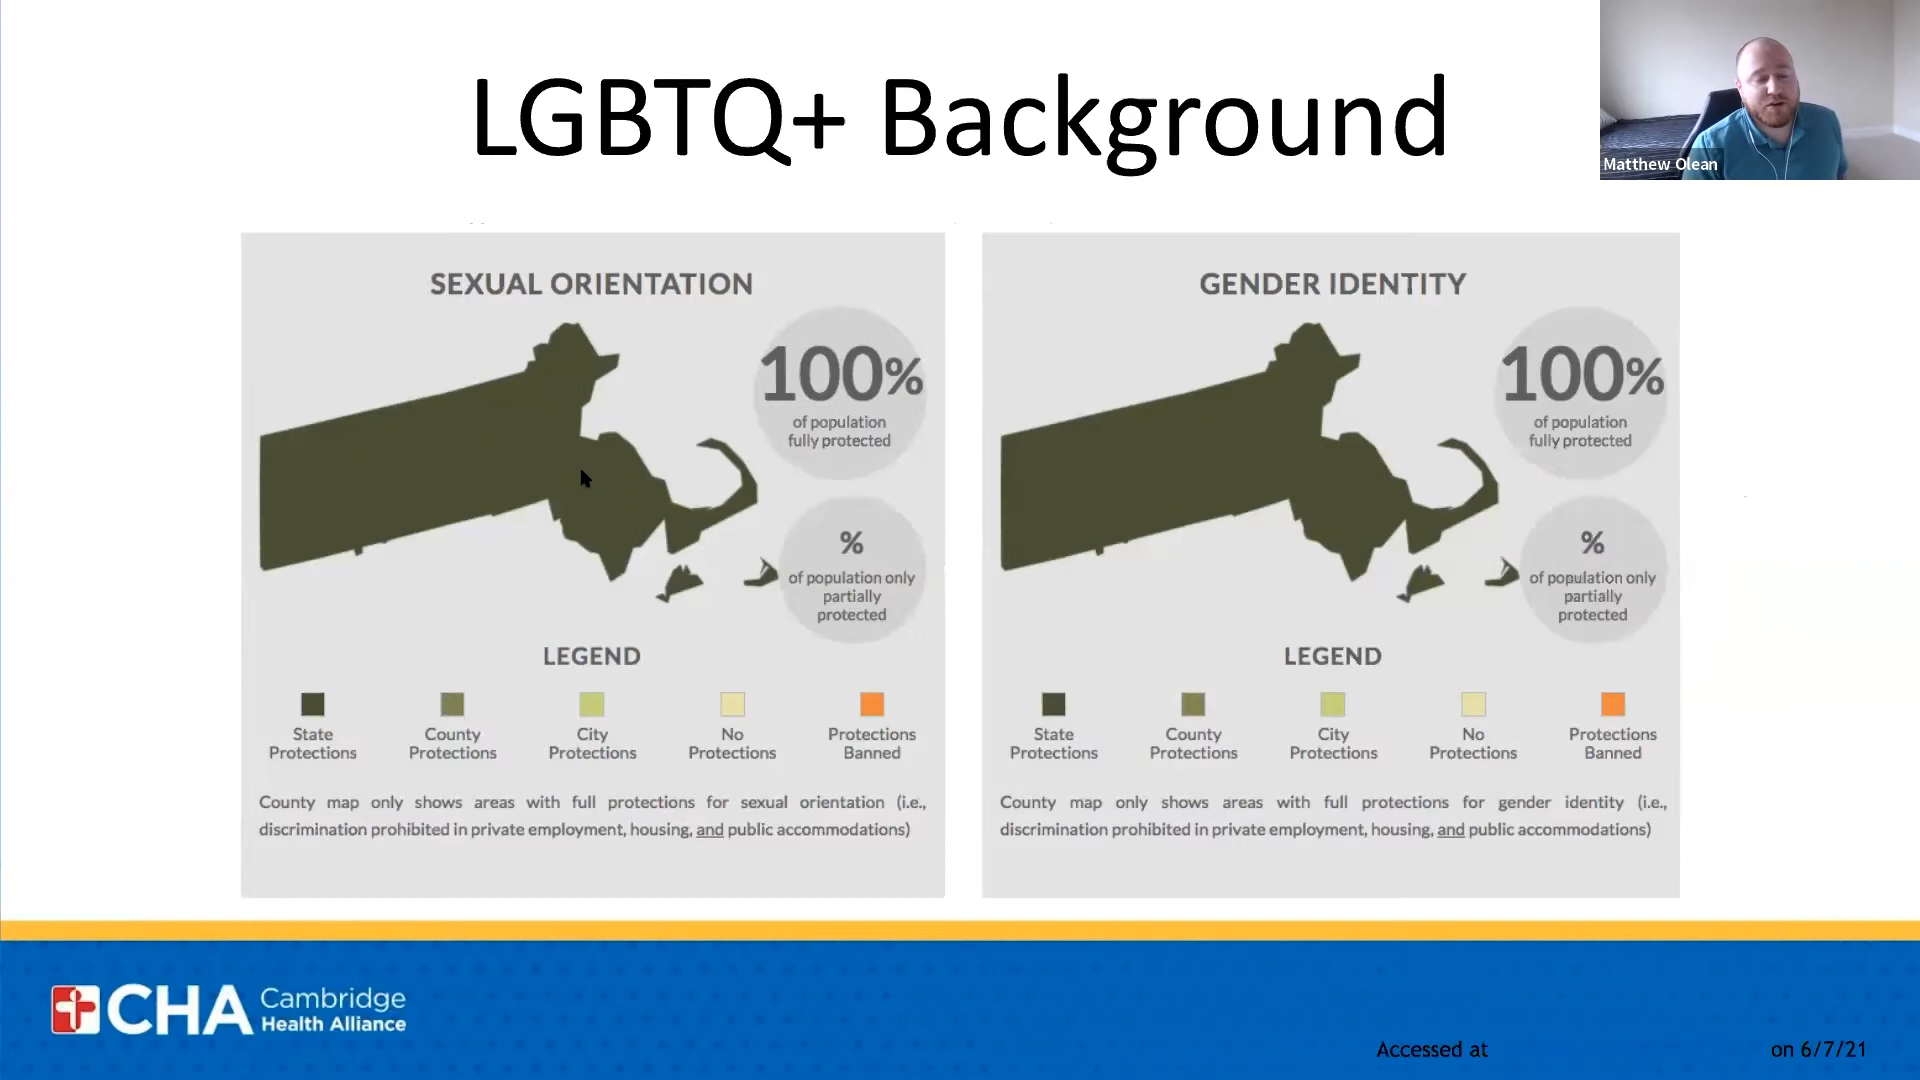 LGBTQ+ Background
Matthew Olean
SEXUAL ORIENTATION
100%
of population
fully protected
%
of population only
partially
protected
LEGEND
State
Protections
County
Protections
City
Protections
No
Protections
Protections
Banned
County map only shows areas with full protections for sexual orientation (i.e.,
discrimination prohibited in private employment, housing, and public accommodations)
GENDER IDENTITY
100%
of population
fully protected
%
of population only
partially
protected
LEGEND
State
Protections
County
Protections
City
Protections
No
Protections
Protections
Banned
County map only shows areas with full protections for gender identity (i.e.,
discrimination prohibited in private employment, housing, and public accommodations)
CHA Cambridge
Health Alliance
Accessed at on 6/7/21